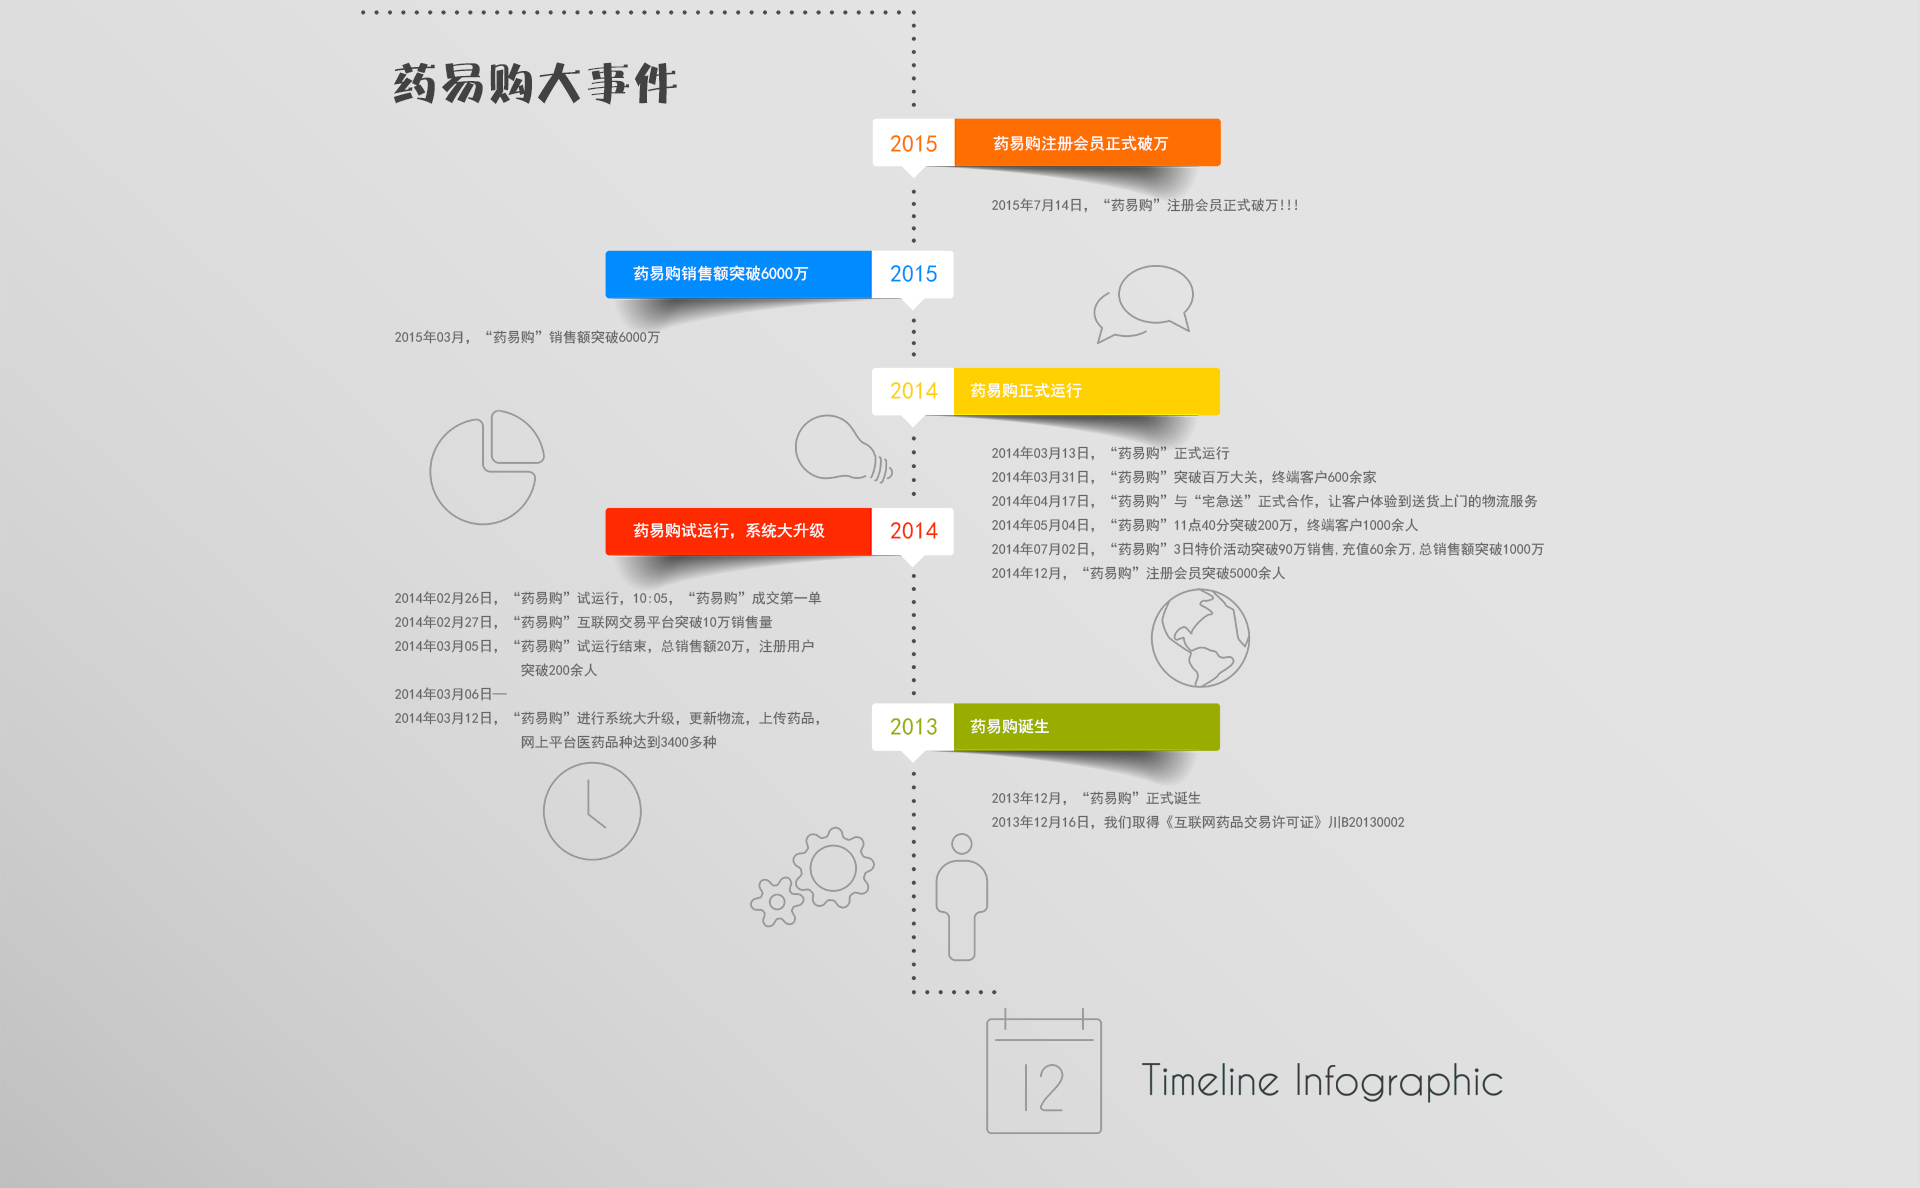 药易购大事件
2015 药易购注册会员正式破万
2015年7月14日，“药易购”注册会员正式破万!!!
药易购销售额突破6000万 2015
2015年03月，“药易购”销售额突破6000万
2014 药易购正式运行
2014年03月13日，“药易购”正式运行
2014年03月31日，“药易购”突破百万大关，终端客户600余家
2014年04月17日，“药易购”与“宅急送”正式合作，让客户体验到送货上门的物流服务
2014年05月04日，“药易购”11点40分突破200万，终端客户1000余人
2014年07月02日，“药易购”3日特价活动突破90万销售,充值60余万,总销售额突破1000万
2014年12月，“药易购”注册会员突破5000余人
药易购试运行，系统大升级 2014
2014年02月26日，“药易购”试运行，10:05，“药易购”成交第一单
2014年02月27日，“药易购”互联网交易平台突破10万销售量
2014年03月05日，“药易购”试运行结束，总销售额20万，注册用户
突破200余人
2014年03月06日—
2014年03月12日，“药易购”进行系统大升级，更新物流，上传药品，
网上平台医药品种达到3400多种
2013 药易购诞生
2013年12月，“药易购”正式诞生
2013年12月16日，我们取得《互联网药品交易许可证》川B20130002
12
Timeline Infographic